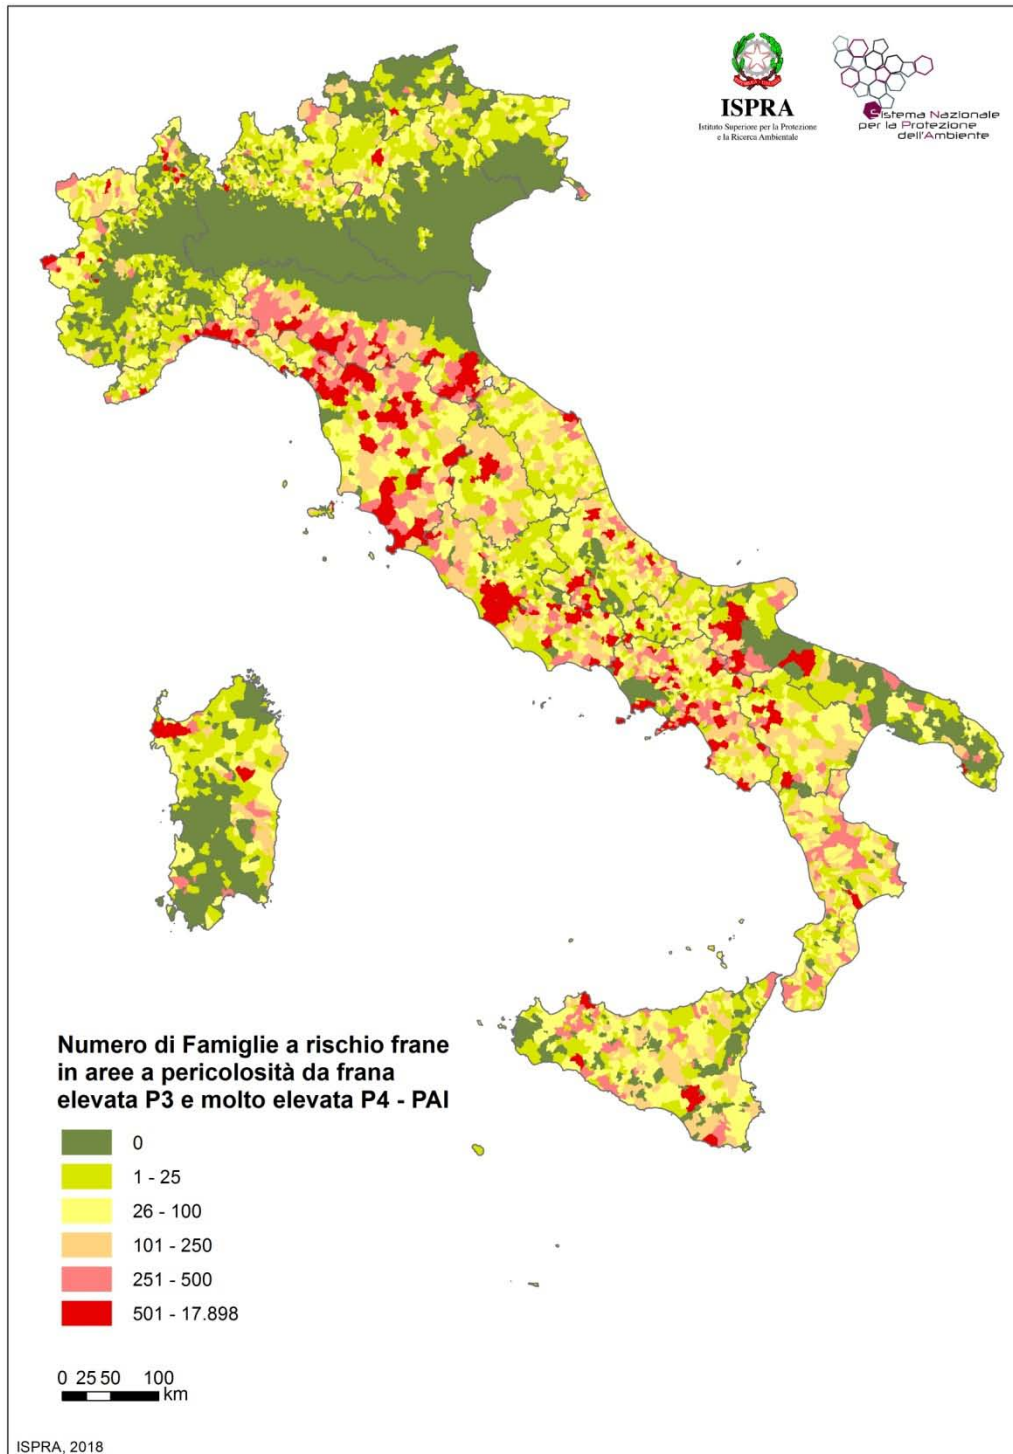 ISPRA
Istituto Superiore per la Protezione
e la Ricerca Ambientale
Sistema Nazionale
per la Protezione
dell'Ambiente
Numero di Famiglie a rischio frane
in aree a pericolosità da frana
elevata P3 e molto elevata P4 - PAI
0
1 - 25
26 - 100
101 - 250
251 - 500
501 - 17.898
0 25 50 100
km
ISPRA, 2018